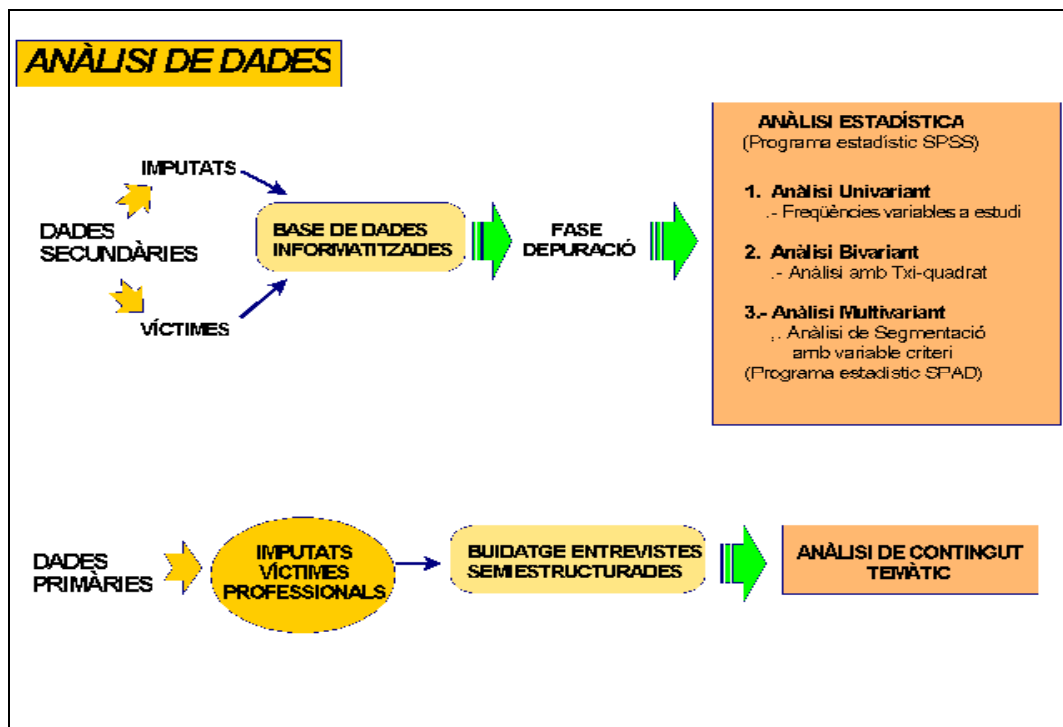 ANÀLISI DE DADES
IMPUTATS
DADES
SECUNDÀRIES
VÍCTIMES
BASE DE DADES
INFORMATITZADES
FASE
DEPURACIÓ
ANÀLISI ESTADÍSTICA
(Programa estadístic SPSS)
1. Anàlisi Univariant
.- Freqüències variables a estudi
2. Anàlisi Bivariant
.- Anàlisi amb Txi-quadrat
3.- Anàlisi Multivariant
,. Anàlisi de Segmentació
amb variable criteri
(Programa estadístic SPAD)
DADES
PRIMÀRIES
IMPUTATS
VÍCTIMES
PROFESSIONALS
BUIDATGE ENTREVISTES
SEMIESTRUCTURADES
ANÀLISI DE CONTINGUT
TEMÀTIC